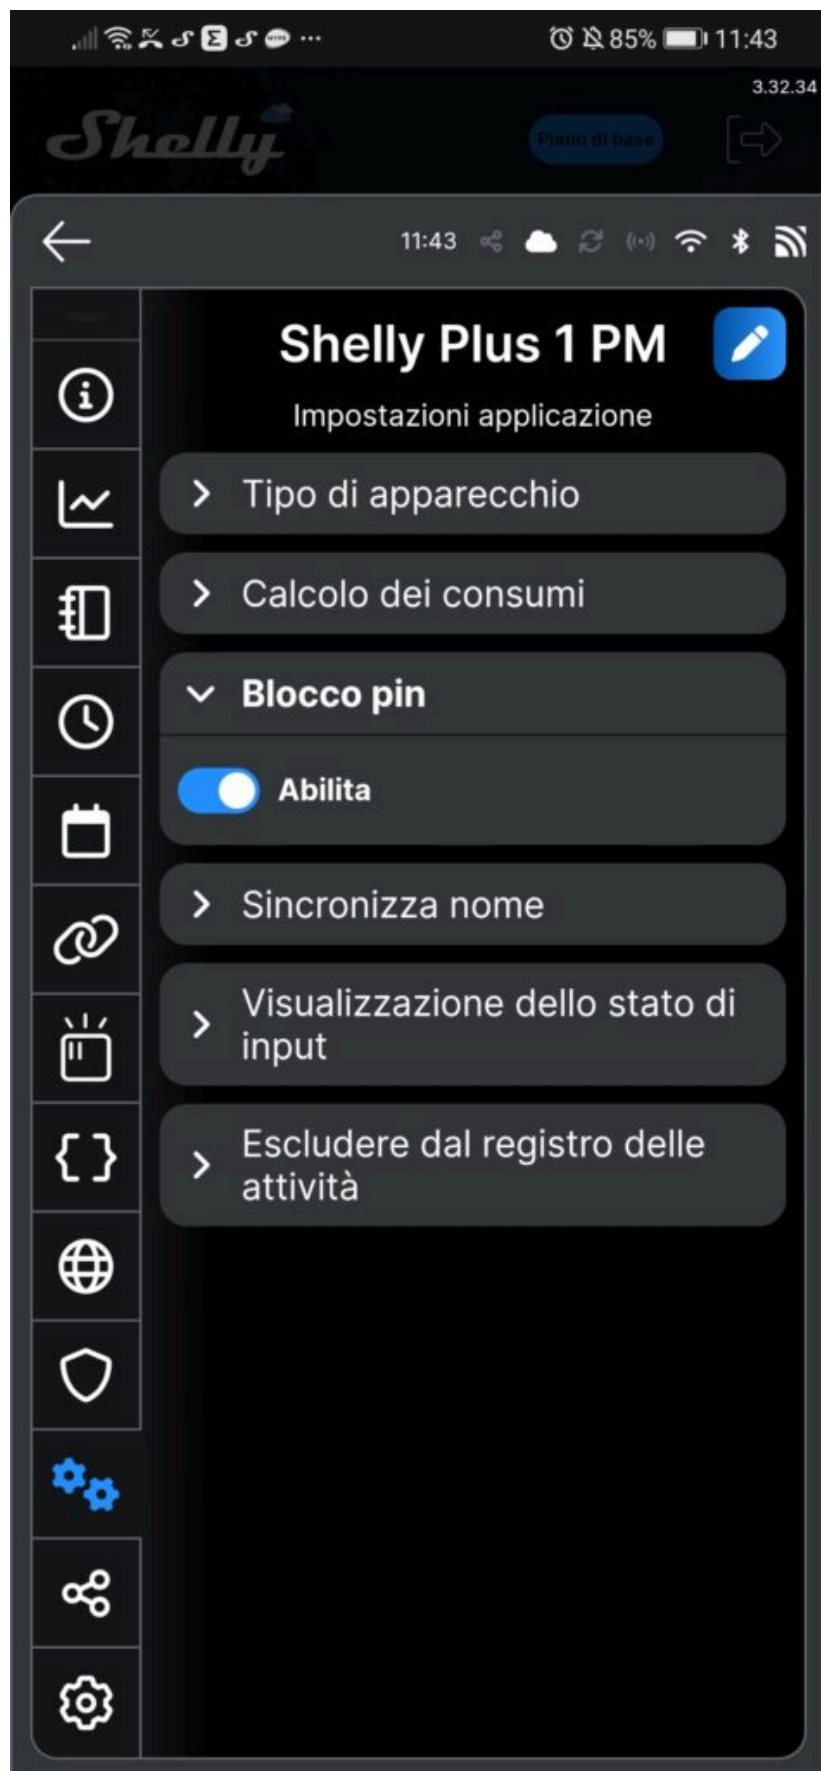 85% 11:43
3.32.34
Shelly
Piano di base
11:43
Shelly Plus 1 PM
Impostazioni applicazione
Tipo di apparecchio
Calcolo dei consumi
Blocco pin
Abilita
Sincronizza nome
Visualizzazione dello stato di
input
Escludere dal registro delle
attività